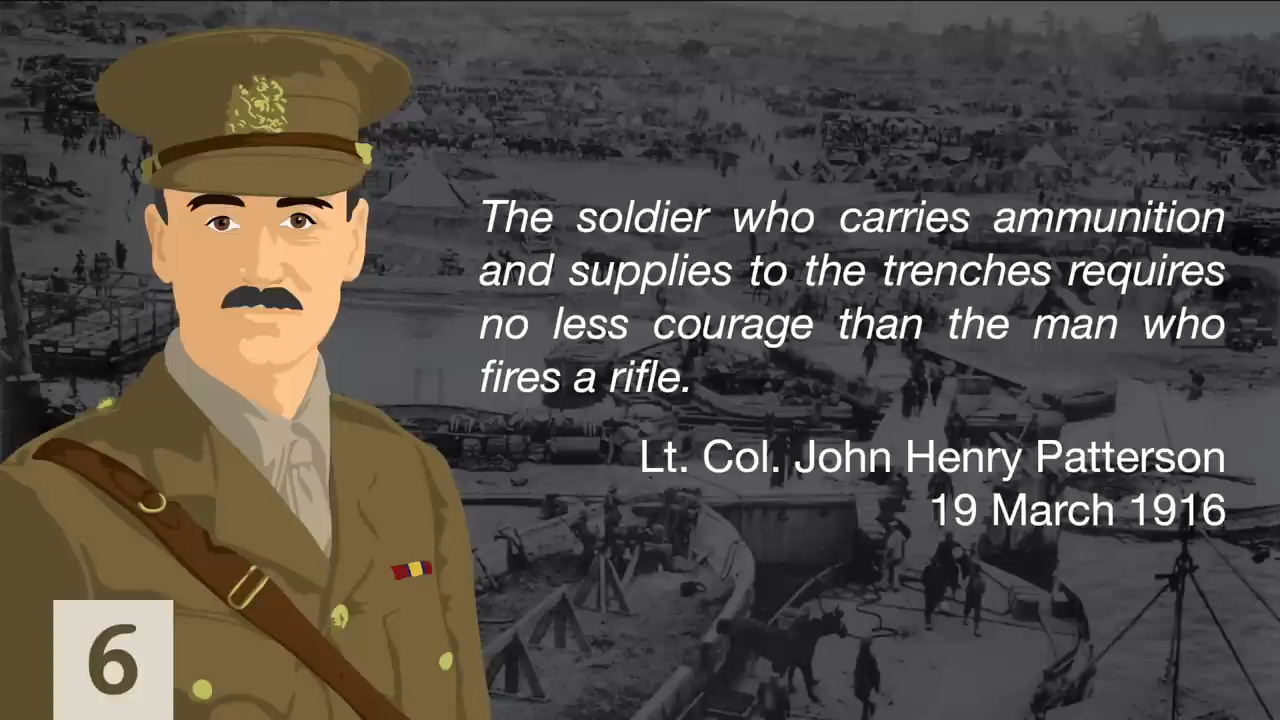 The soldier who carries ammunition
and supplies to the trenches requires
no less courage than the man who
fires a rifle.
Lt. Col. John Henry Patterson
19 March 1916
6